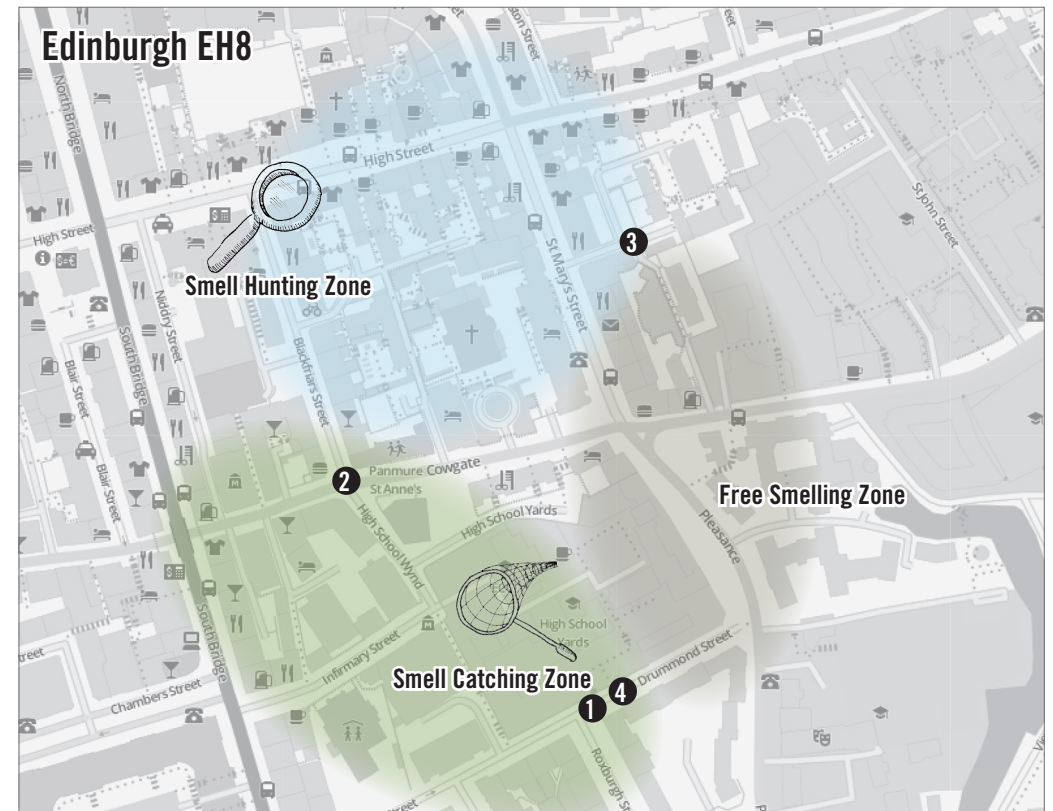 Edinburgh EH8
North Bridge
High Street
High Street
St John Street
3
St Mary's Street
Smell Hunting Zone
Niddry Street
South Bridge
Blair Street
Blair Street
Blackfriars Street
2
Panmure
St Anne's
Cowgate
High School Wynd
High School Yards
Free Smelling Zone
Pleasance
High School
Yards
Infirmary Street
South Bridge
Smell Catching Zone
Drummond Street
4
1
Chambers Street
Roxburgh St